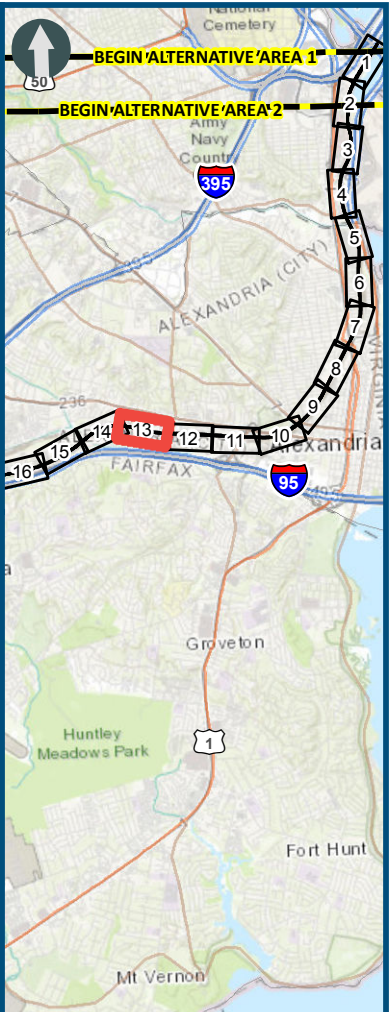 National
Cemetery
50
BEGIN ALTERNATIVE AREA 1
1
BEGIN ALTERNATIVE AREA 2
2
Army
Navy
Country
3
395
4
395
ALEXANDRIA (CITY)
5
6
7
VIRGINIA
8
236
9
10
11
12
13
14
15
16
Alexandria
FAIRFAX
95
495
Groveton
1
Huntley
Meadows Park
Fort Hunt
Mt Vernon